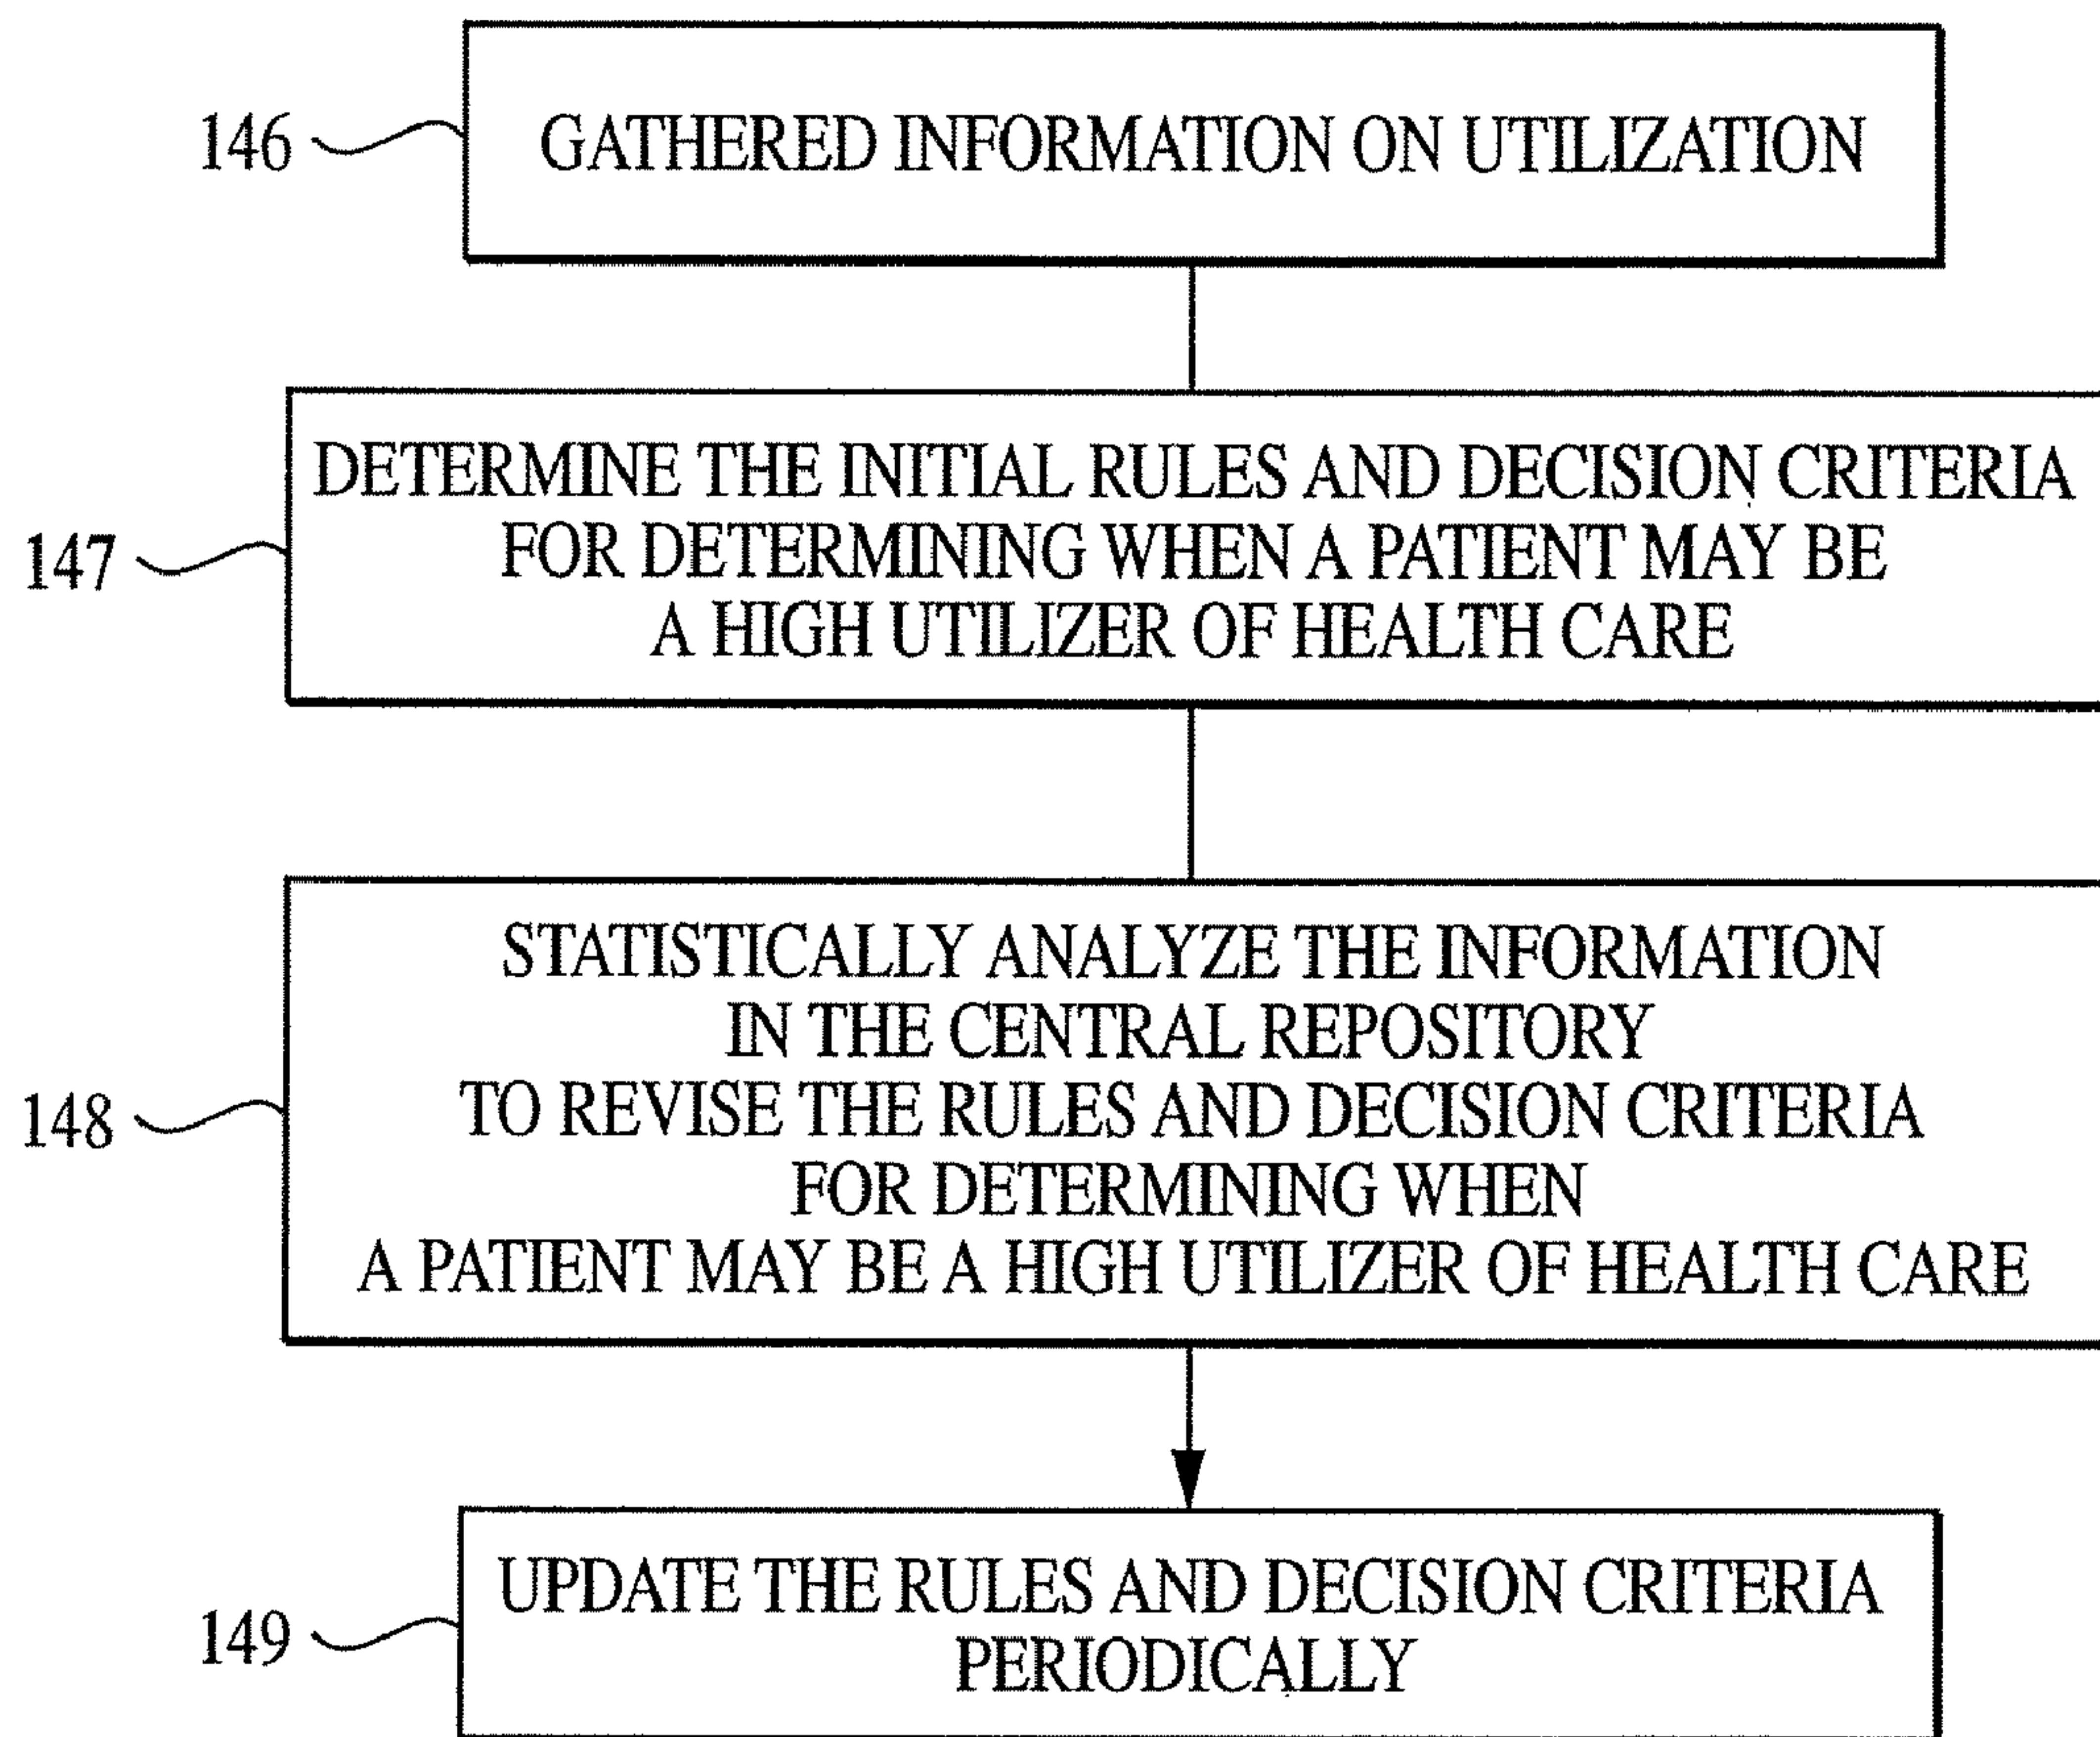 146
GATHERED INFORMATION ON UTILIZATION
147
DETERMINE THE INITIAL RULES AND DECISION CRITERIA
FOR DETERMINING WHEN A PATIENT MAY BE
A HIGH UTILIZER OF HEALTH CARE
148
STATISTICALLY ANALYZE THE INFORMATION
IN THE CENTRAL REPOSITORY
TO REVISE THE RULES AND DECISION CRITERIA
FOR DETERMINING WHEN
A PATIENT MAY BE A HIGH UTILIZER OF HEALTH CARE
149
UPDATE THE RULES AND DECISION CRITERIA
PERIODICALLY